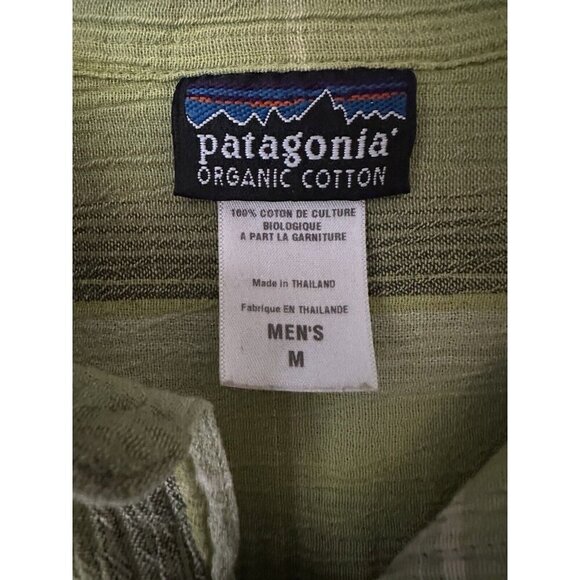 patagonia®
ORGANIC COTTON
100% COTON DE CULTURE
BIOLOGIQUE
A PART LA GARNITURE
Made in THAILAND
Fabrique EN THAILANDE
MEN'S
M